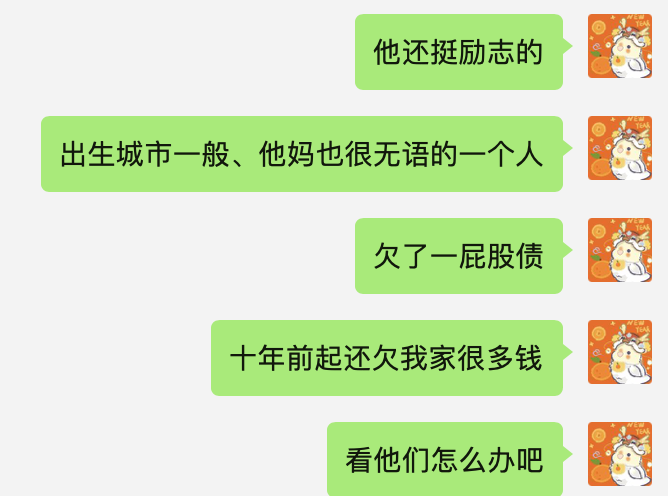 他还挺励志的
出生城市一般、他妈也很无语的一个人
欠了一屁股债
十年前起还欠我家很多钱
看他们怎么办吧